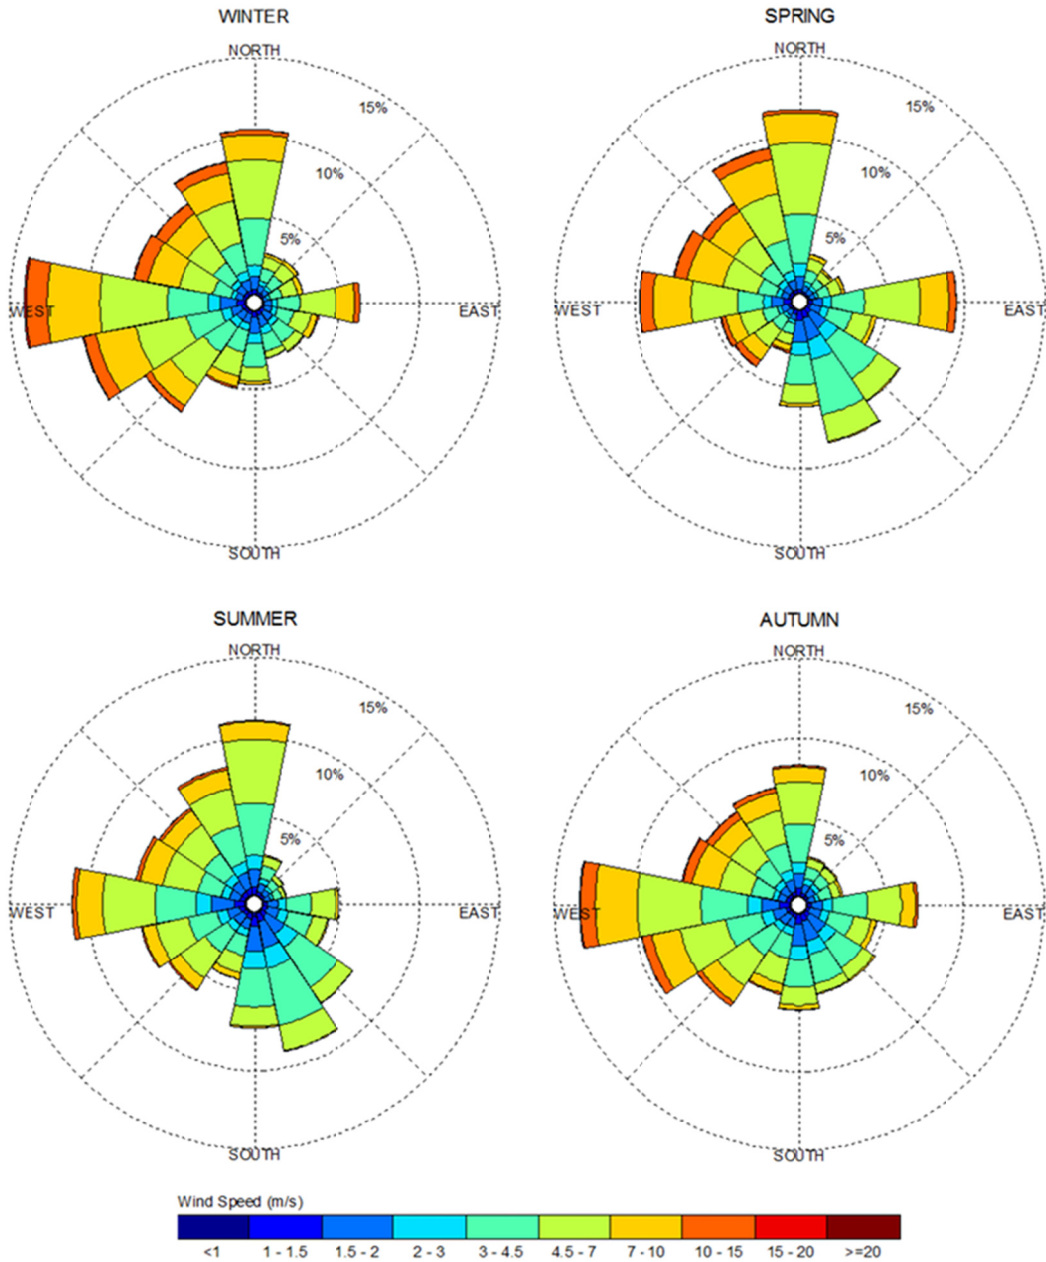 WINTER
SPRING
NORTH
NORTH
15%
15%
10%
10%
5%
5%
WEST
EAST
WEST
EAST
SOUTH
SOUTH
SUMMER
AUTUMN
NORTH
NORTH
15%
15%
10%
10%
5%
5%
WEST
EAST
WEST
EAST
SOUTH
SOUTH
Wind Speed (m/s)
<1 1 - 1.5 1.5 - 2 2 - 3 3 - 4.5 4.5 - 7 7 - 10 10 - 15 15 - 20 >=20